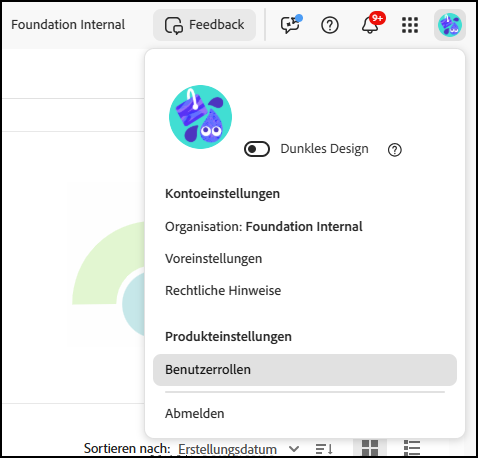 Foundation Internal
Feedback
9+
Dunkles Design
Kontoeinstellungen
Organisation: Foundation Internal
Voreinstellungen
Rechtliche Hinweise
Produkteinstellungen
Benutzerrollen
Abmelden
Sortieren nach: Erstellungsdatum